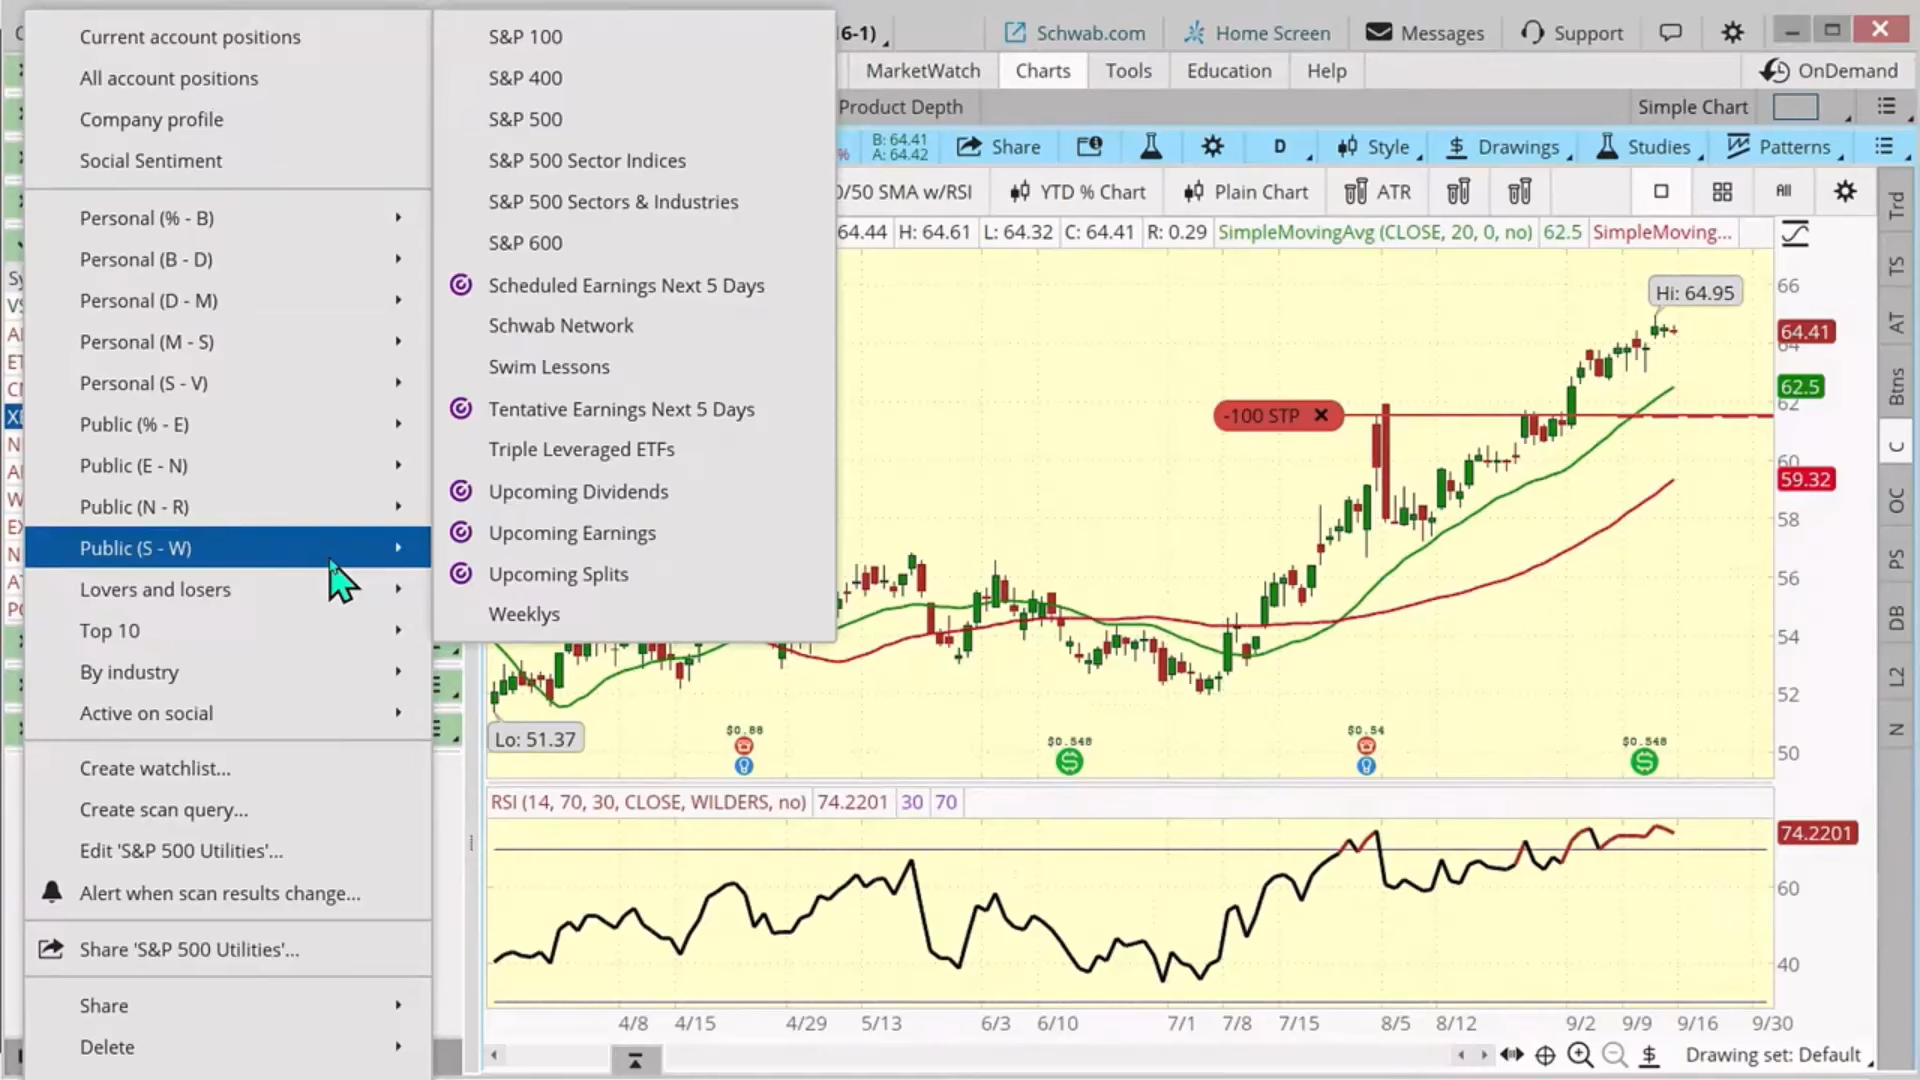 Current account positions
All account positions
Company profile
Social Sentiment
Personal (% - B)
Personal (B - D)
Personal (D - M)
Personal (M - S)
Personal (S - V)
Public (% - E)
Public (E - N)
Public (N - R)
Public (S - W)
Lovers and losers
Top 10
By industry
Active on social
Create watchlist...
Create scan query...
Edit 'S&P 500 Utilities'...
Alert when scan results change...
Share 'S&P 500 Utilities'...
Share
Delete
S&P 100
S&P 400
S&P 500
S&P 500 Sector Indices
S&P 500 Sectors & Industries
S&P 600
Scheduled Earnings Next 5 Days
Schwab Network
Swim Lessons
Tentative Earnings Next 5 Days
Triple Leveraged ETFs
Upcoming Dividends
Upcoming Earnings
Upcoming Splits
Weeklys
6-1)
Schwab.com
Home Screen
Messages
Support
MarketWatch
Charts
Tools
Education
Help
OnDemand
Product Depth
Simple Chart
%
B: 64.41
A: 64.42
Share
D
Style
Drawings
Studies
Patterns
0/50 SMA w/RSI
YTD % Chart
Plain Chart
ATR
All
64.44 H: 64.61 L: 64.32 C: 64.41 R: 0.29 SimpleMovingAvg (CLOSE, 20, 0, no) 62.5 SimpleMoving...
Hi: 64.95
-100 STP
Lo: 51.37
$0.88
$0.548
$0.54
$0.548
66
64.41
64
62.5
62
60
59.32
58
56
54
52
50
RSI (14, 70, 30, CLOSE, WILDERS, no) 74.2201 30 70
74.2201
60
40
4/8 4/15 4/29 5/13 6/3 6/10 7/1 7/8 7/15 8/5 8/12 9/2 9/9 9/16 9/30
Drawing set: Default
Trd
TS
AT
Btns
C
OC
PS
DB
L2
N